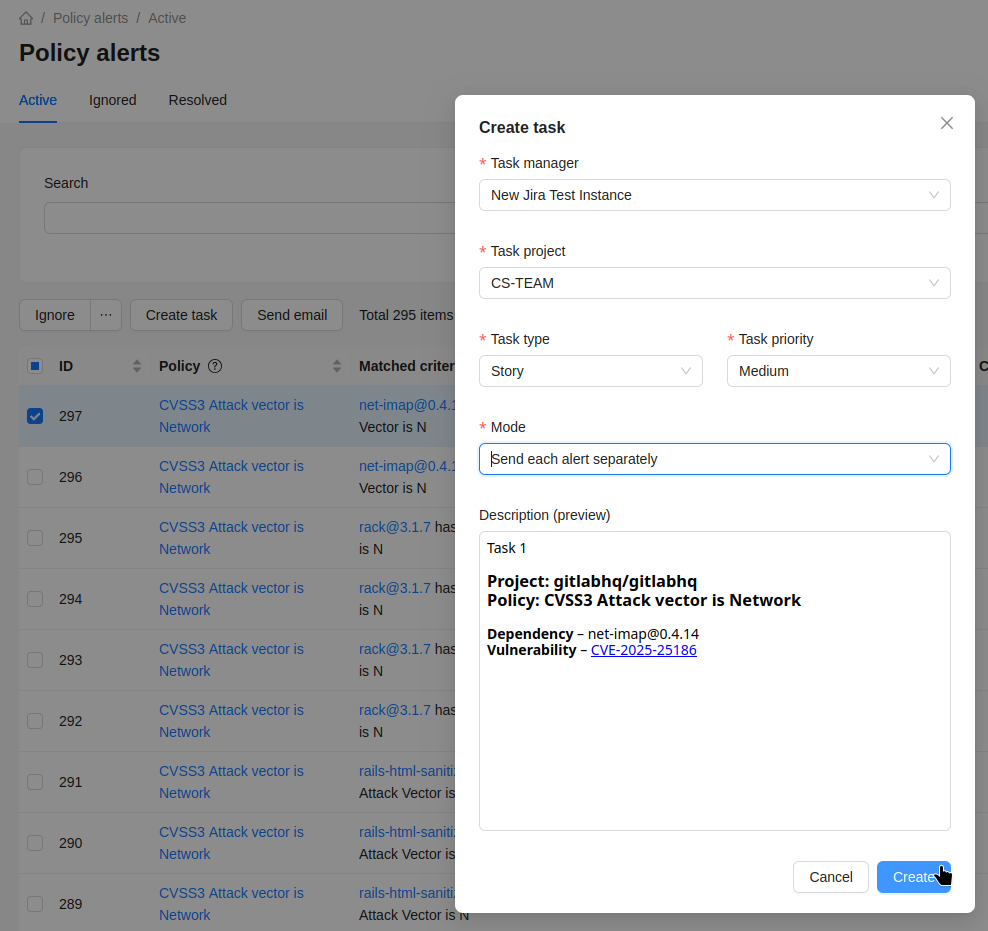 / Policy alerts / Active
Policy alerts
Active Ignored Resolved
Search
Ignore ··· Create task Send email Total 295 items
ID Policy ? Matched criter
297 CVSS3 Attack vector is Network net-imap@0.4.1 Vector is N
296 CVSS3 Attack vector is Network net-imap@0.4.1 Vector is N
295 CVSS3 Attack vector is Network rack@3.1.7 has is N
294 CVSS3 Attack vector is Network rack@3.1.7 has is N
293 CVSS3 Attack vector is Network rack@3.1.7 has is N
292 CVSS3 Attack vector is Network rack@3.1.7 has is N
291 CVSS3 Attack vector is Network rails-html-saniti Attack Vector is
290 CVSS3 Attack vector is Network rails-html-saniti Attack Vector is
289 CVSS3 Attack vector is Network rails-html-saniti Attack Vector is N
Create task
* Task manager
New Jira Test Instance
* Task project
CS-TEAM
* Task type * Task priority
Story Medium
* Mode
Send each alert separately
Description (preview)
Task 1
Project: gitlabhq/gitlabhq
Policy: CVSS3 Attack vector is Network
Dependency – net-imap@0.4.14
Vulnerability – CVE-2025-25186
Cancel Create